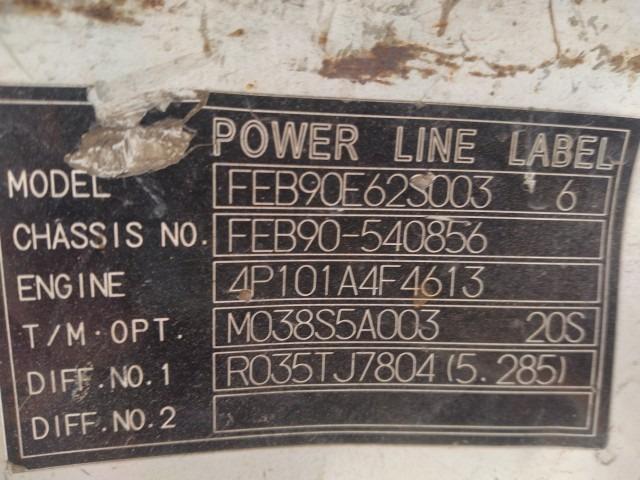 POWER LINE LABEL
MODEL FEB90E62S003 6
CHASSIS NO. FEB90-540856
ENGINE 4P101A4F4613
T/M·OPT. M038S5A003 20S
DIFF.NO.1 R035TJ7804(5.285)
DIFF.NO.2